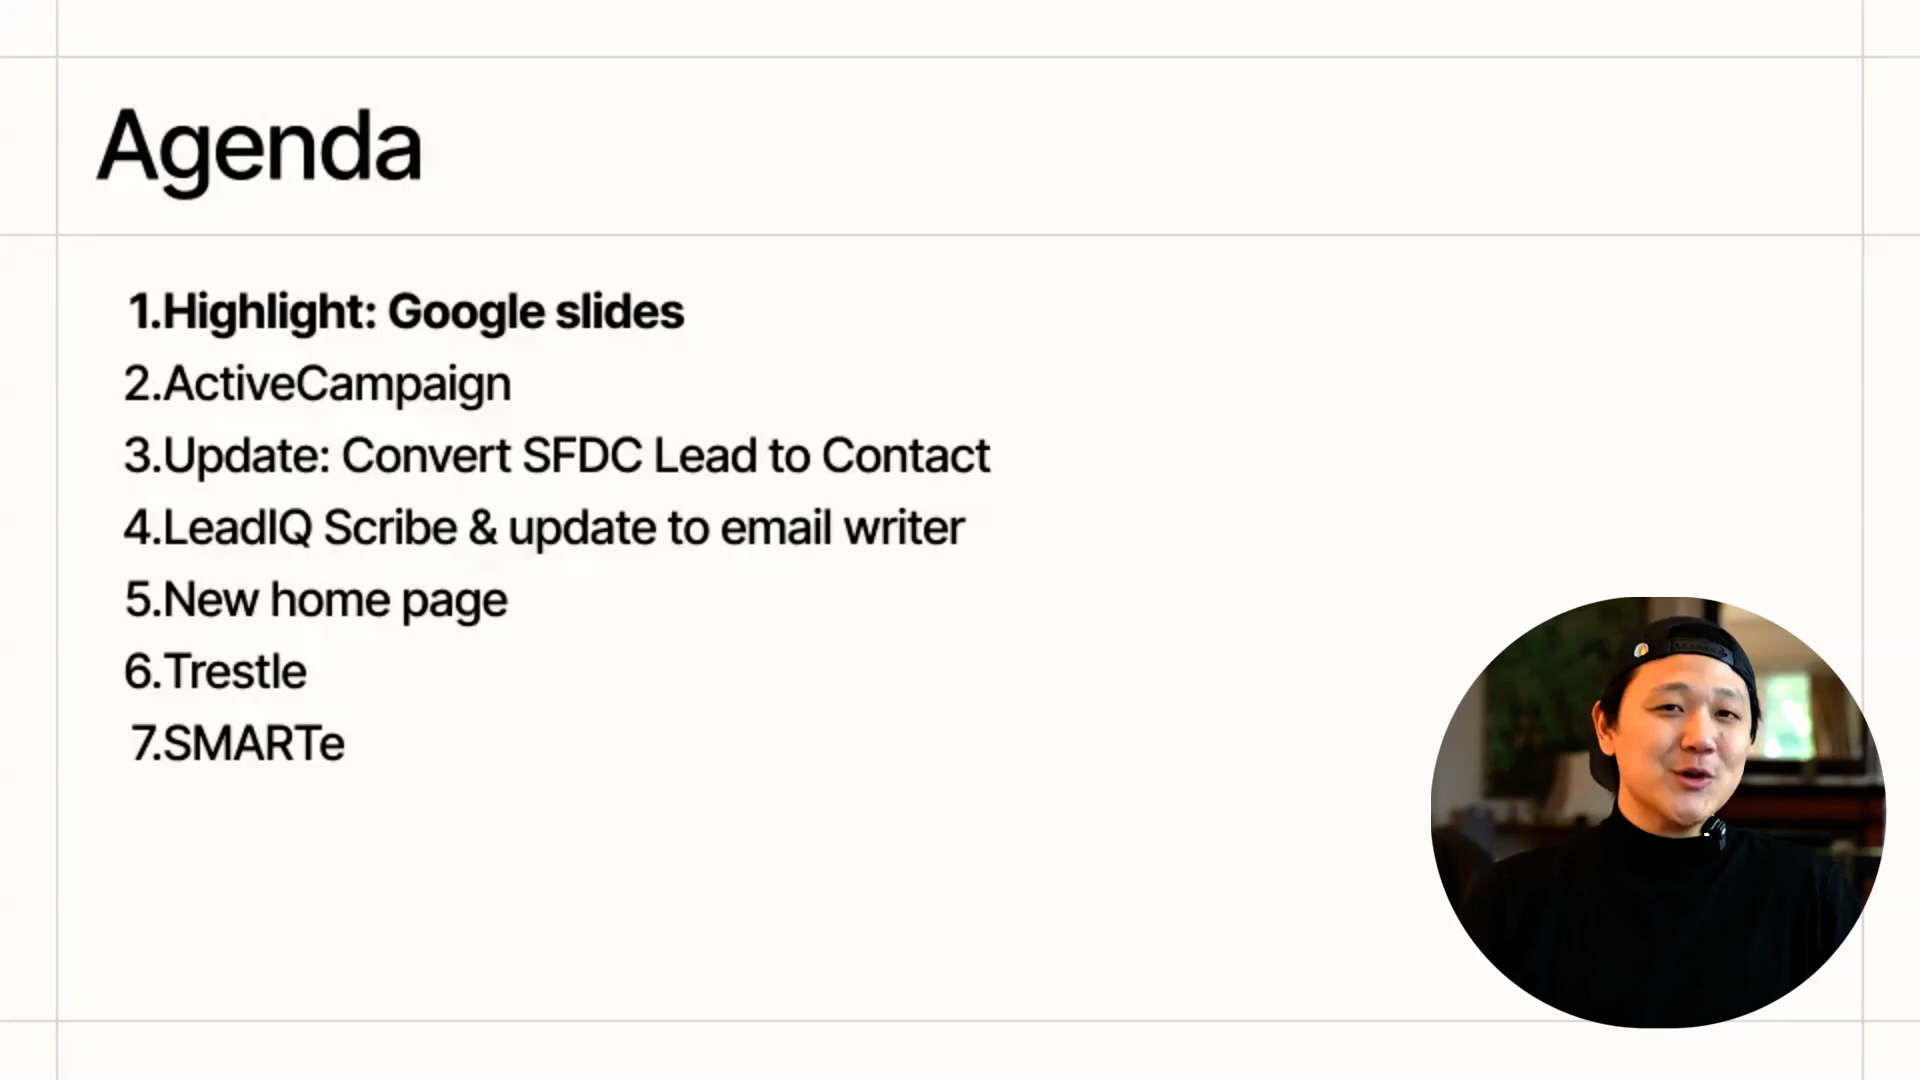 Agenda
1.Highlight: Google slides
2.ActiveCampaign
3.Update: Convert SFDC Lead to Contact
4.LeadIQ Scribe & update to email writer
5.New home page
6.Trestle
7.SMARTe